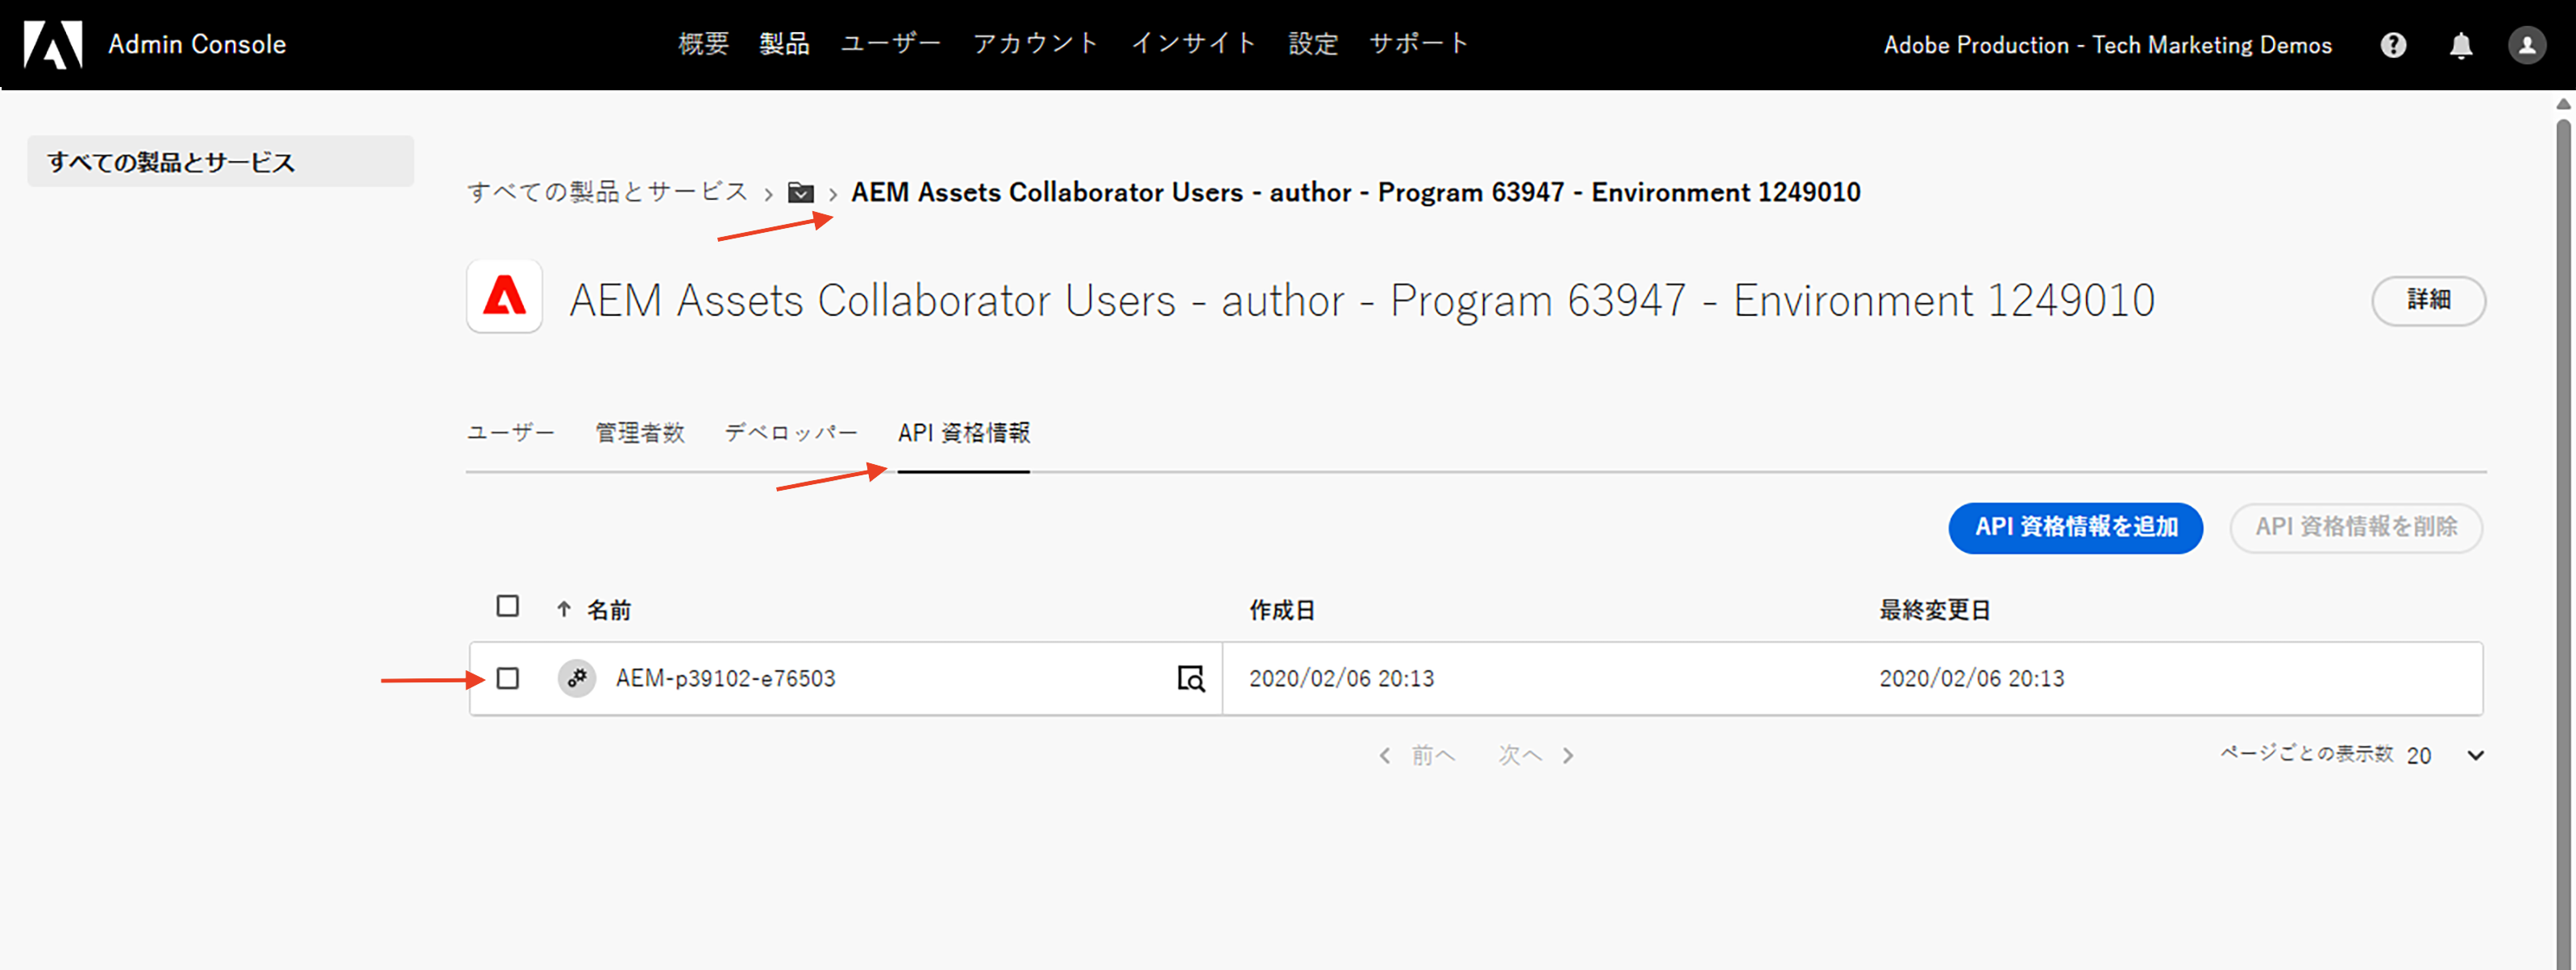 Admin Console 概要 製品 ユーザー アカウント インサイト 設定 サポート Adobe Production - Tech Marketing Demos
すべての製品とサービス
すべての製品とサービス > > AEM Assets Collaborator Users - author - Program 63947 - Environment 1249010
AEM Assets Collaborator Users - author - Program 63947 - Environment 1249010 詳細
ユーザー 管理者数 デベロッパー API 資格情報
API 資格情報を追加 API 資格情報を削除
↑ 名前 作成日 最終変更日
AEM-p39102-e76503 2020/02/06 20:13 2020/02/06 20:13
< 前へ 次へ > ページごとの表示数 20